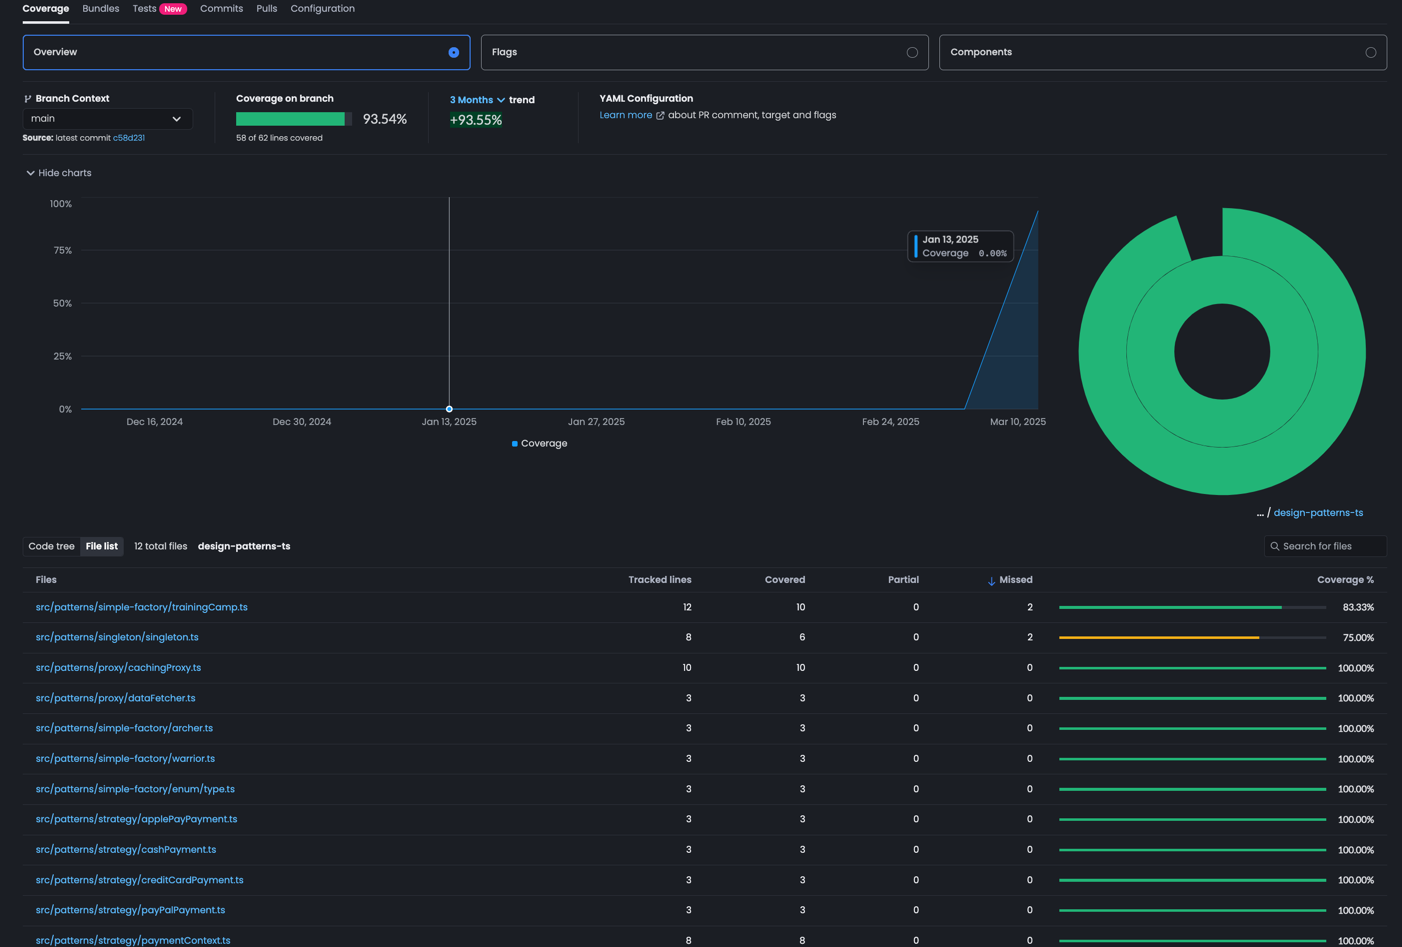 Coverage Bundles Tests New Commits Pulls Configuration
Overview Flags Components
Branch Context
main
Source: latest commit c58d231
Coverage on branch
93.54%
58 of 62 lines covered
3 Months trend
+93.55%
YAML Configuration
Learn more about PR comment, target and flags
Hide charts
100%
75%
50%
25%
0%
Jan 13, 2025
Coverage 0.00%
Dec 16, 2024 Dec 30, 2024 Jan 13, 2025 Jan 27, 2025 Feb 10, 2025 Feb 24, 2025 Mar 10, 2025
Coverage
... / design-patterns-ts
Code tree File list 12 total files design-patterns-ts Search for files
Files Tracked lines Covered Partial Missed Coverage %
src/patterns/simple-factory/trainingCamp.ts 12 10 0 2 83.33%
src/patterns/singleton/singleton.ts 8 6 0 2 75.00%
src/patterns/proxy/cachingProxy.ts 10 10 0 0 100.00%
src/patterns/proxy/dataFetcher.ts 3 3 0 0 100.00%
src/patterns/simple-factory/archer.ts 3 3 0 0 100.00%
src/patterns/simple-factory/warrior.ts 3 3 0 0 100.00%
src/patterns/simple-factory/enum/type.ts 3 3 0 0 100.00%
src/patterns/strategy/applePayPayment.ts 3 3 0 0 100.00%
src/patterns/strategy/cashPayment.ts 3 3 0 0 100.00%
src/patterns/strategy/creditCardPayment.ts 3 3 0 0 100.00%
src/patterns/strategy/payPalPayment.ts 3 3 0 0 100.00%
src/patterns/strategy/paymentContext.ts 8 8 0 0 100.00%